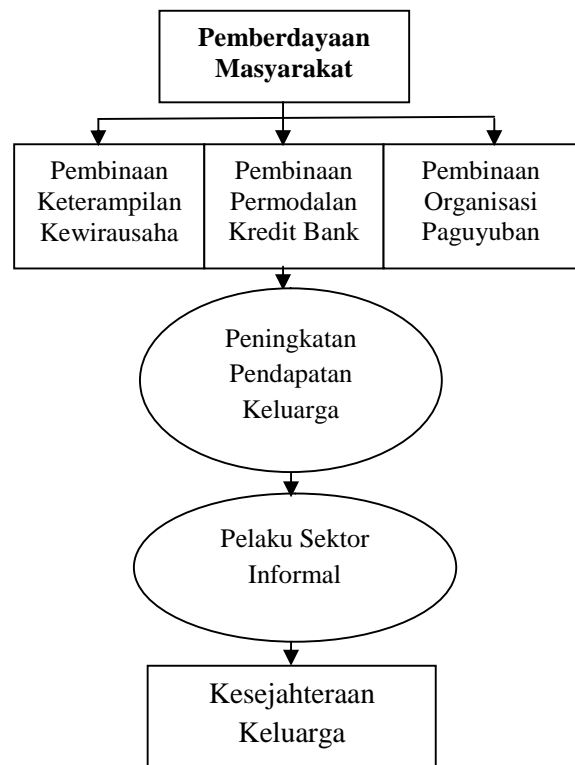 Pemberdayaan
Masyarakat
Pembinaan
Keterampilan
Kewirausaha
Pembinaan
Permodalan
Kredit Bank
Pembinaan
Organisasi
Paguyuban
Peningkatan
Pendapatan
Keluarga
Pelaku Sektor
Informal
Kesejahteraan
Keluarga